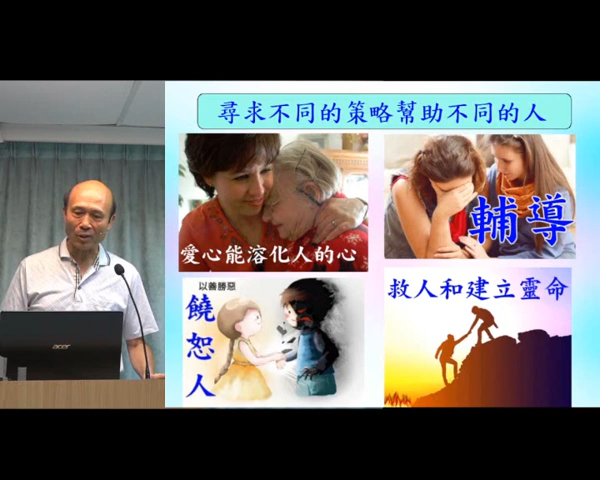 尋求不同的策略幫助不同的人
愛心能溶化人的心
輔導
以善勝惡
饒恕人
救人和建立靈命
acer